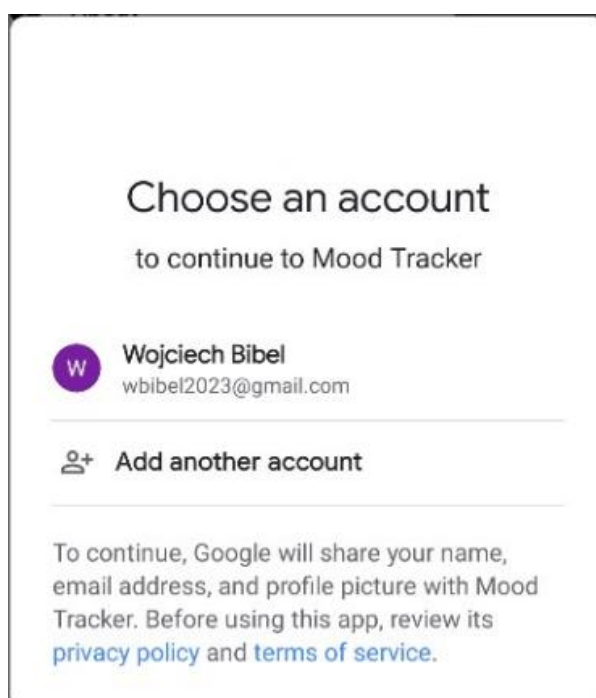 Choose an account
to continue to Mood Tracker
W
Wojciech Bibel
wbibel2023@gmail.com
Add another account
To continue, Google will share your name,
email address, and profile picture with Mood
Tracker. Before using this app, review its
privacy policy and terms of service.